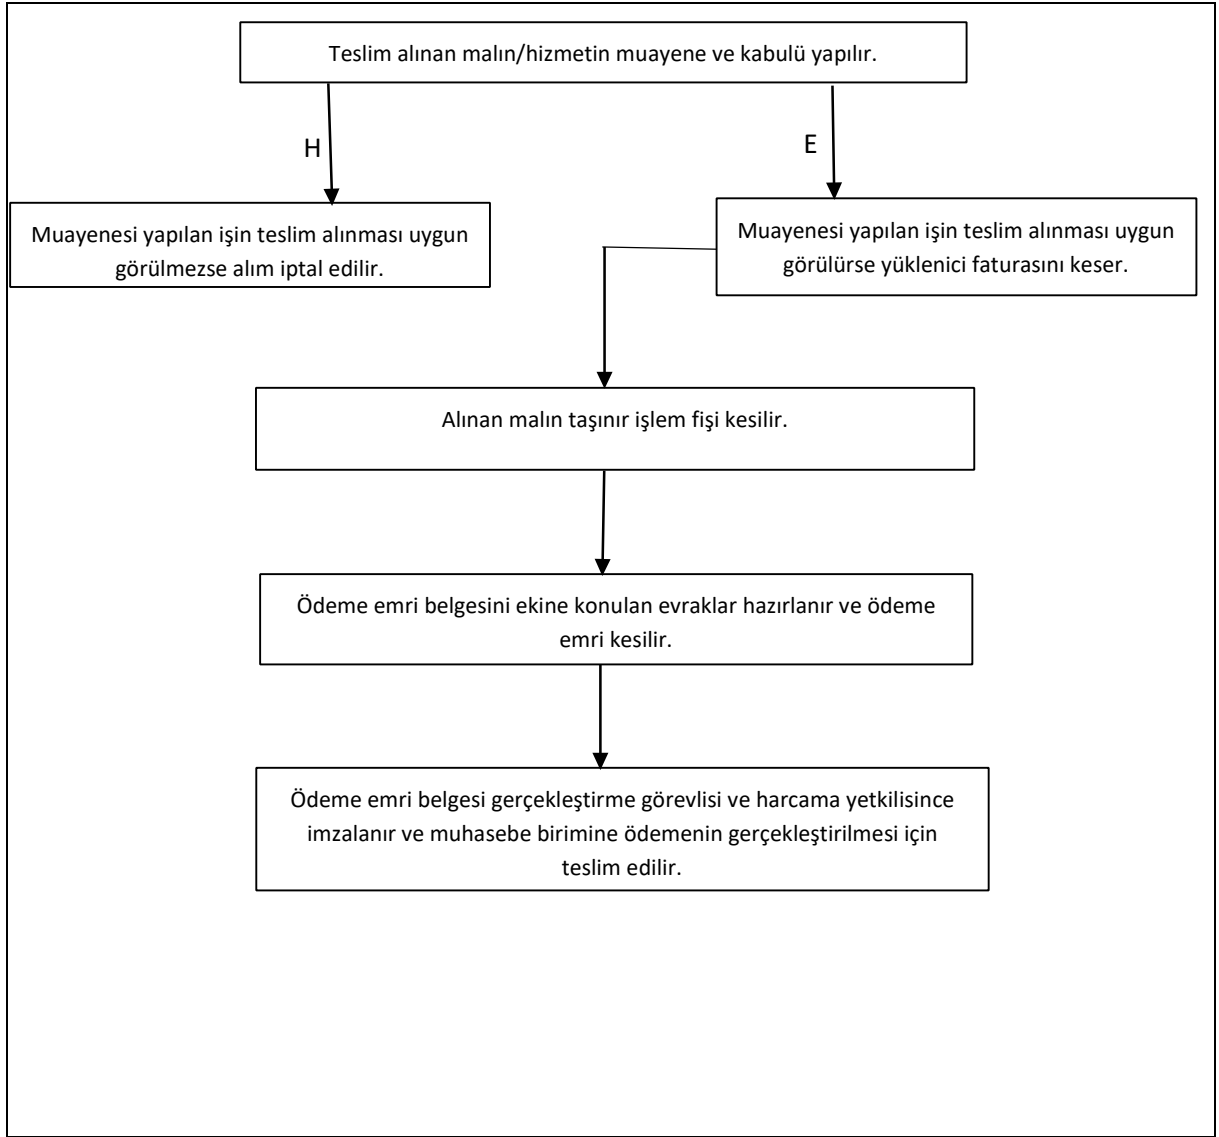 Teslim alınan malın/hizmetin muayene ve kabulü yapılır.
H
E
Muayenesi yapılan işin teslim alınması uygun
görülmezse alım iptal edilir.
Muayenesi yapılan işin teslim alınması uygun
görülürse yüklenici faturasını keser.
Alınan malın taşınır işlem fişi kesilir.
Ödeme emri belgesini ekine konulan evraklar hazırlanır ve ödeme
emri kesilir.
Ödeme emri belgesi gerçekleştirme görevlisi ve harcama yetkilisince
imzalanır ve muhasebe birimine ödemenin gerçekleştirilmesi için
teslim edilir.